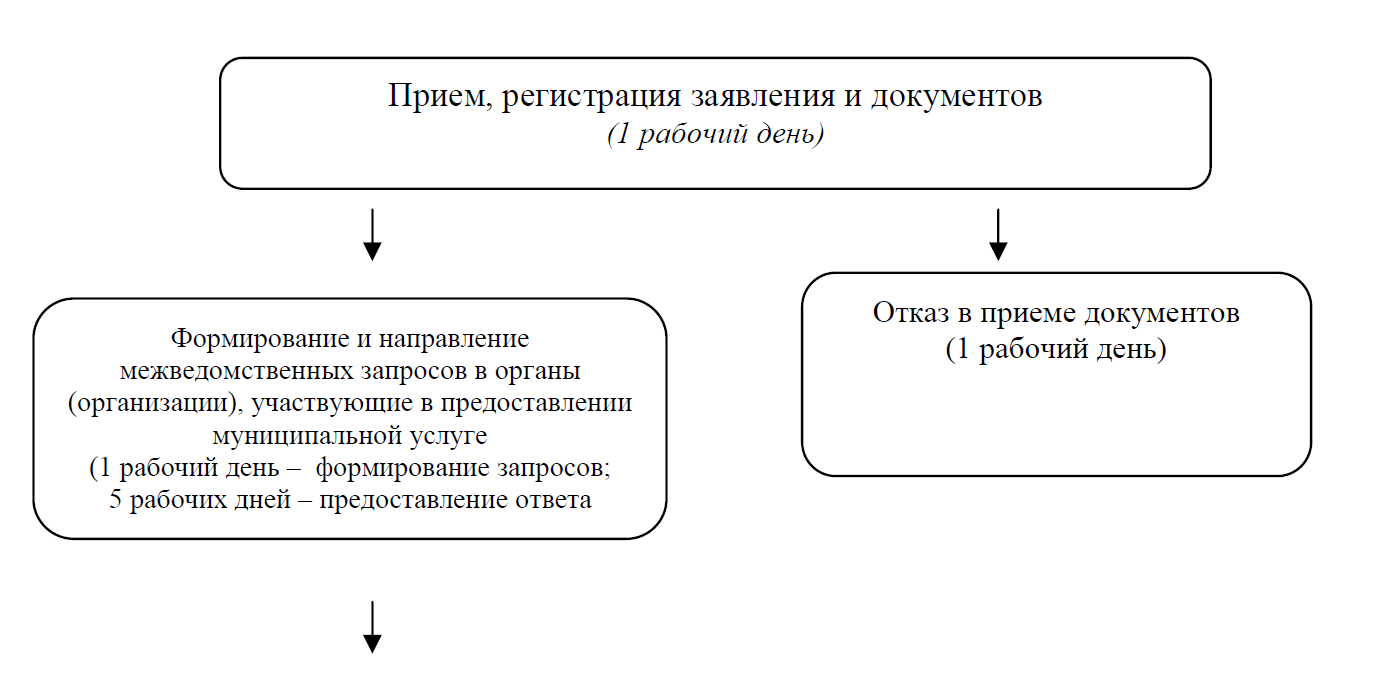 Прием, регистрация заявления и документов
(1 рабочий день)
Отказ в приеме документов
(1 рабочий день)
Формирование и направление
межведомственных запросов в органы
(организации), участвующие в предоставлении
муниципальной услуге
(1 рабочий день – формирование запросов;
5 рабочих дней – предоставление ответа